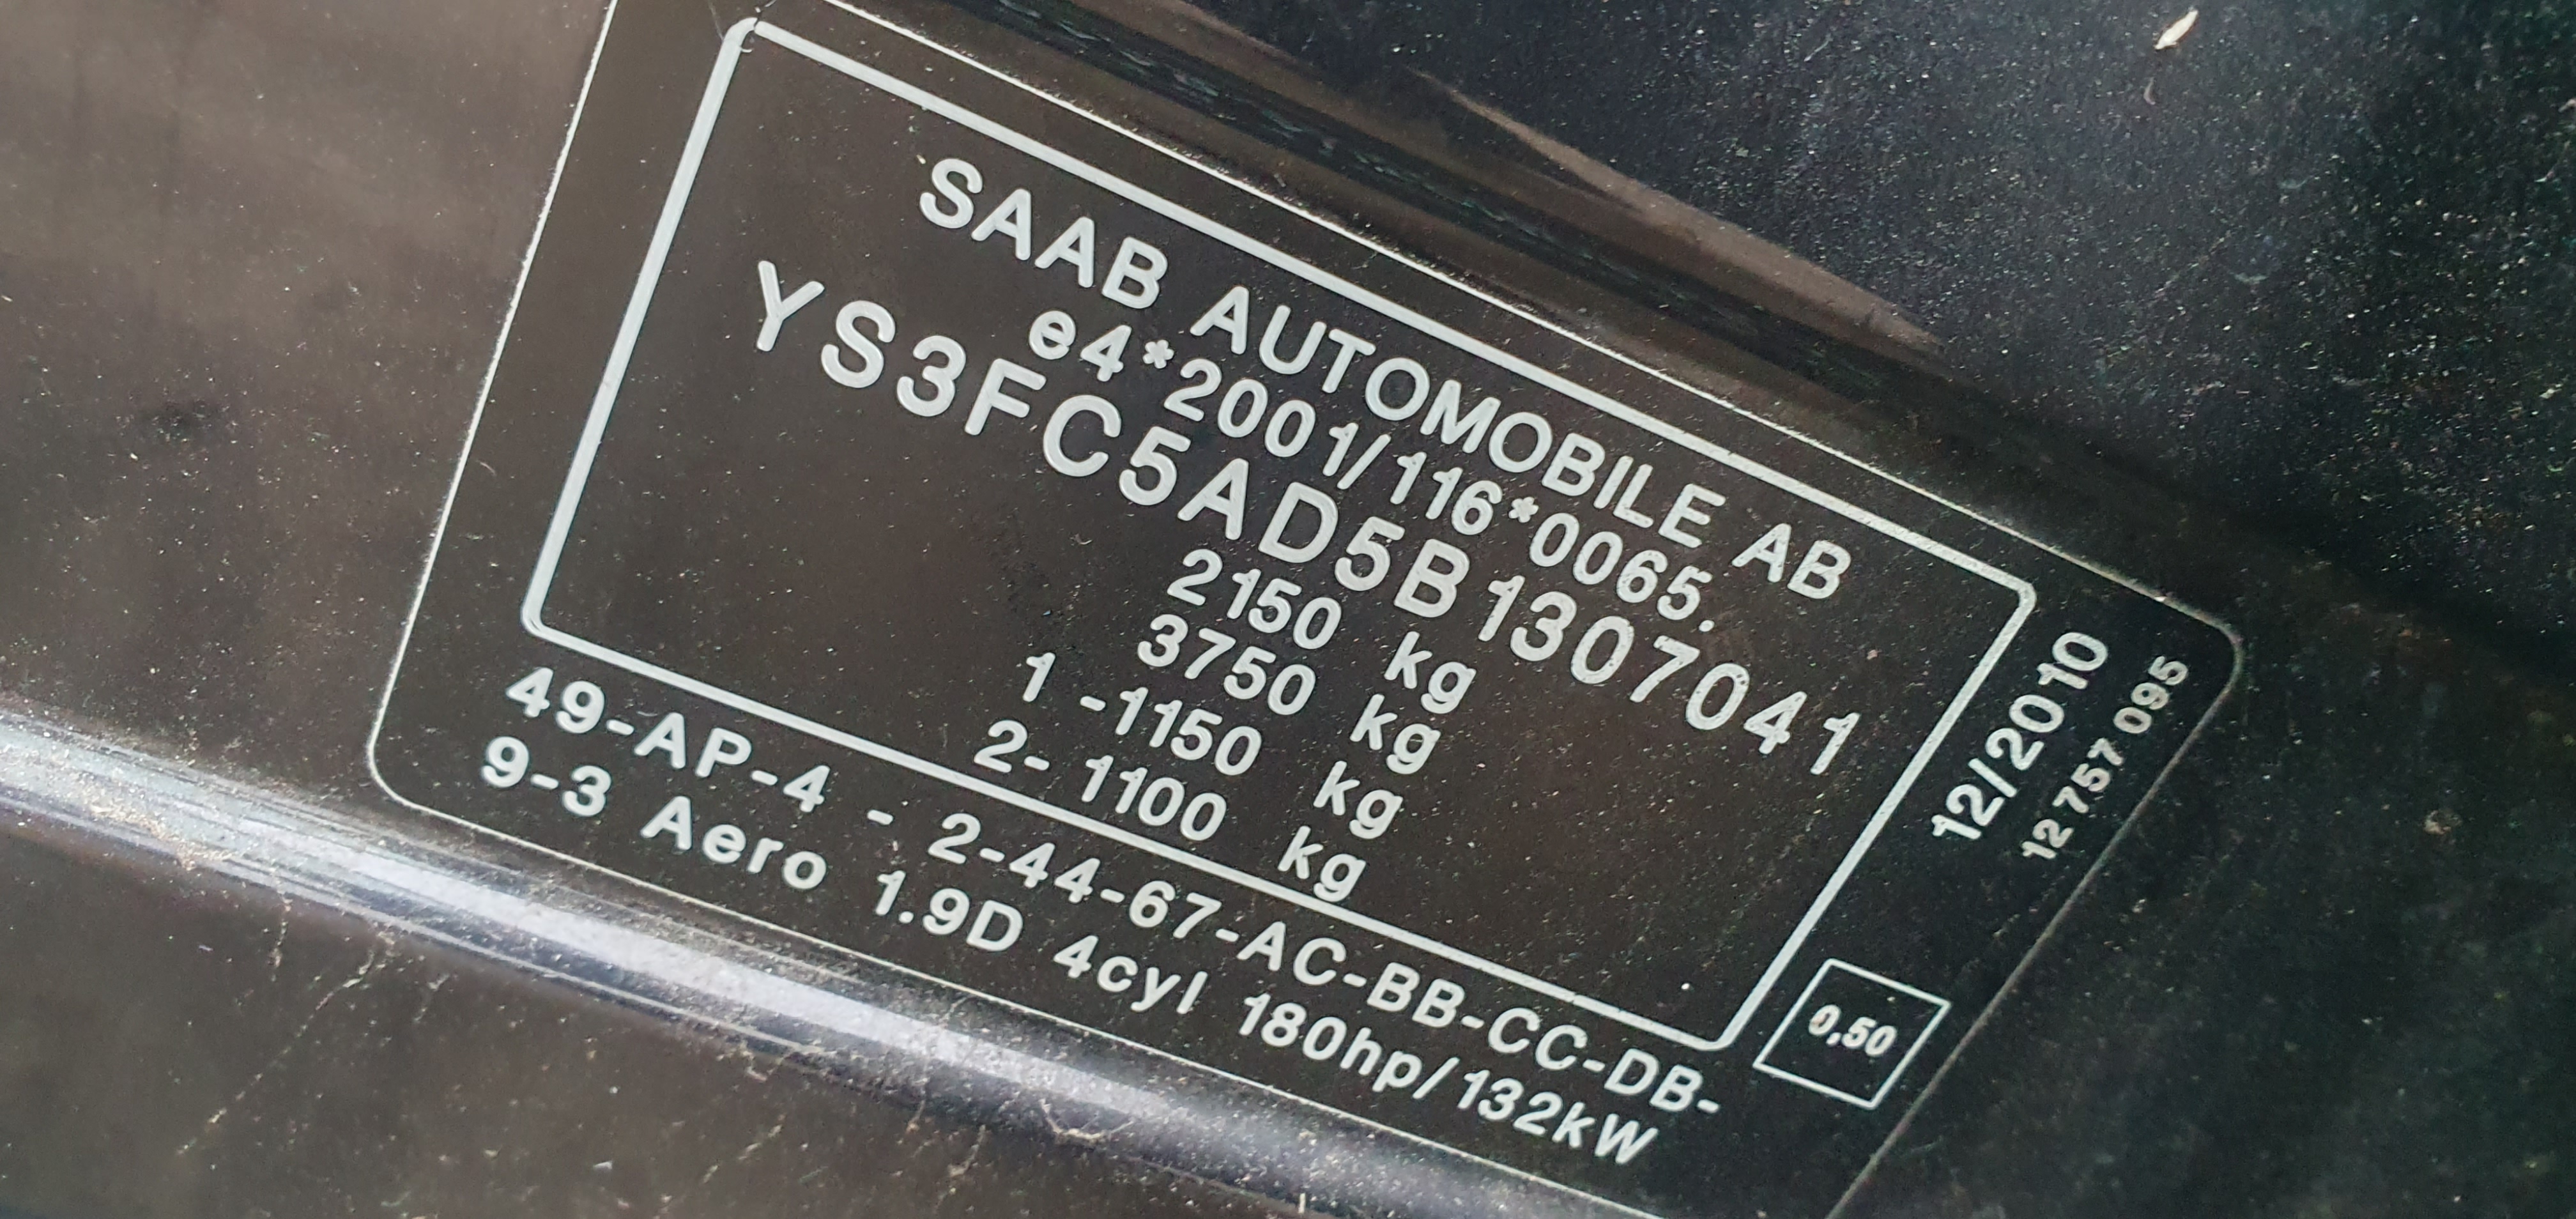 SAAB AUTOMOBILE AB
e4*2001/116*0065.
YS3FC5AD5B1307041
2150 kg
3750 kg
1 -1150 kg
2- 1100 kg
49-AP-4 - 2-44-67-AC-BB-CC-DB-
9-3 Aero 1.9D 4cyl 180hp/132kW
12/2010
12 757 095
0,50